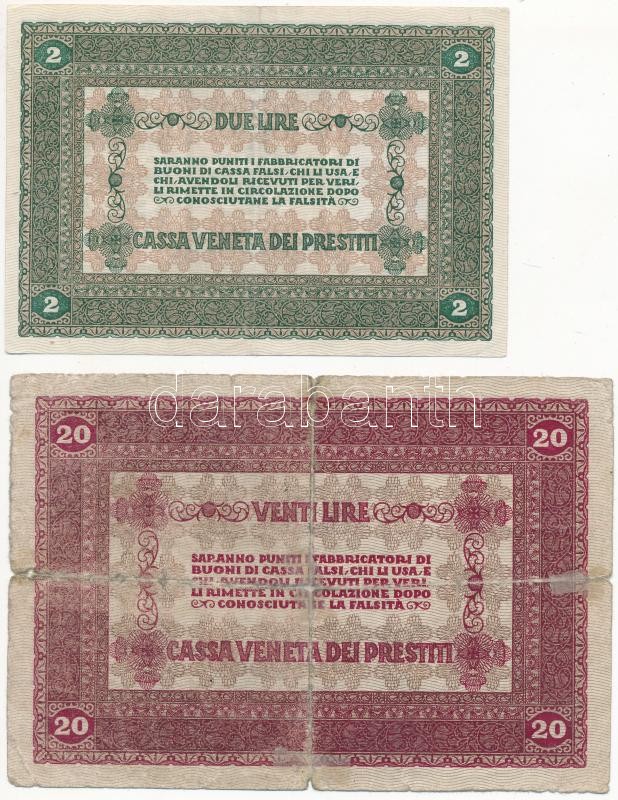 2 2
DUE LIRE
SARANNO PUNITI I FABBRICATORI DI
BUONI DI CASSA FALSI, CHI LI USA, E
CHI, AVENDOLI RICEVUTI PER VERI,
LI RIMETTE IN CIRCOLAZIONE DOPO
CONOSCIUTANE LA FALSITÀ
CASSA VENETA DEI PRESTITI
2 2
darabanth
20 20
VENTI LIRE
SARANNO PUNITI I FABBRICATORI DI
BUONI DI CASSA FALSI, CHI LI USA, E
CHI, AVENDOLI RICEVUTI PER VERI,
LI RIMETTE IN CIRCOLAZIONE DOPO
CONOSCIUTANE LA FALSITÀ
CASSA VENETA DEI PRESTITI
20 20